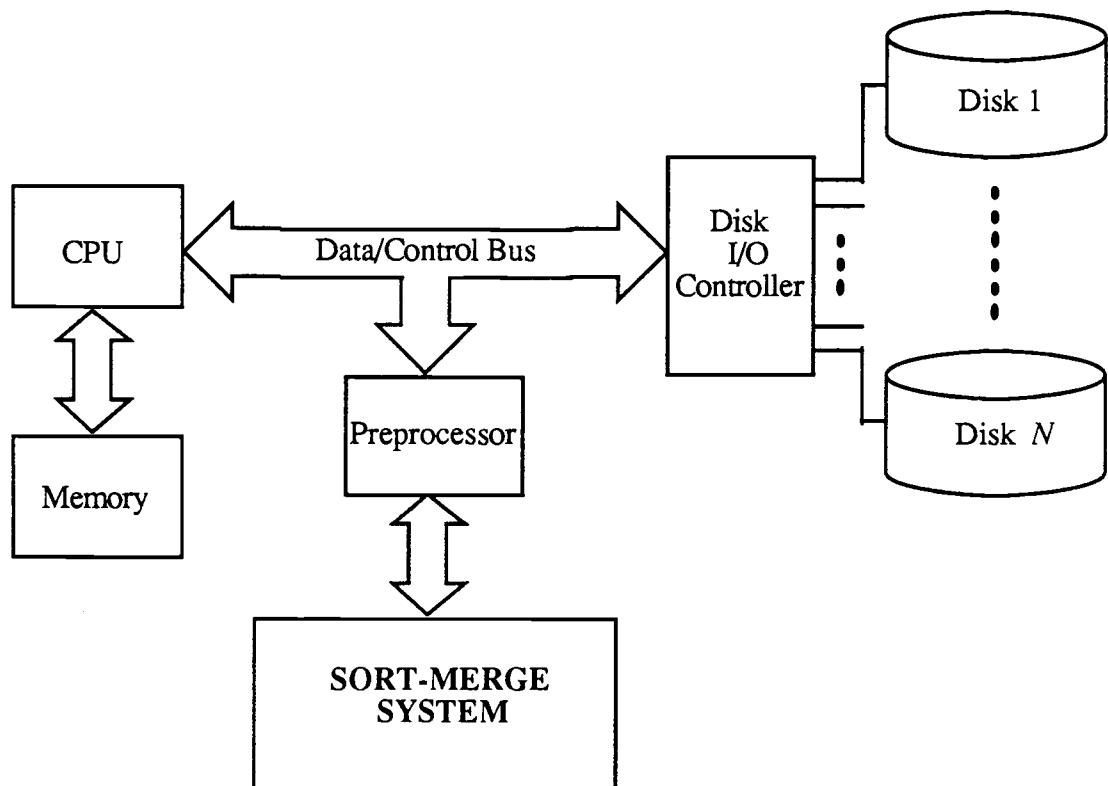 Disk 1
CPU
Data/Control Bus
Disk
I/O
Controller
Preprocessor
Disk N
Memory
SORT-MERGE
SYSTEM